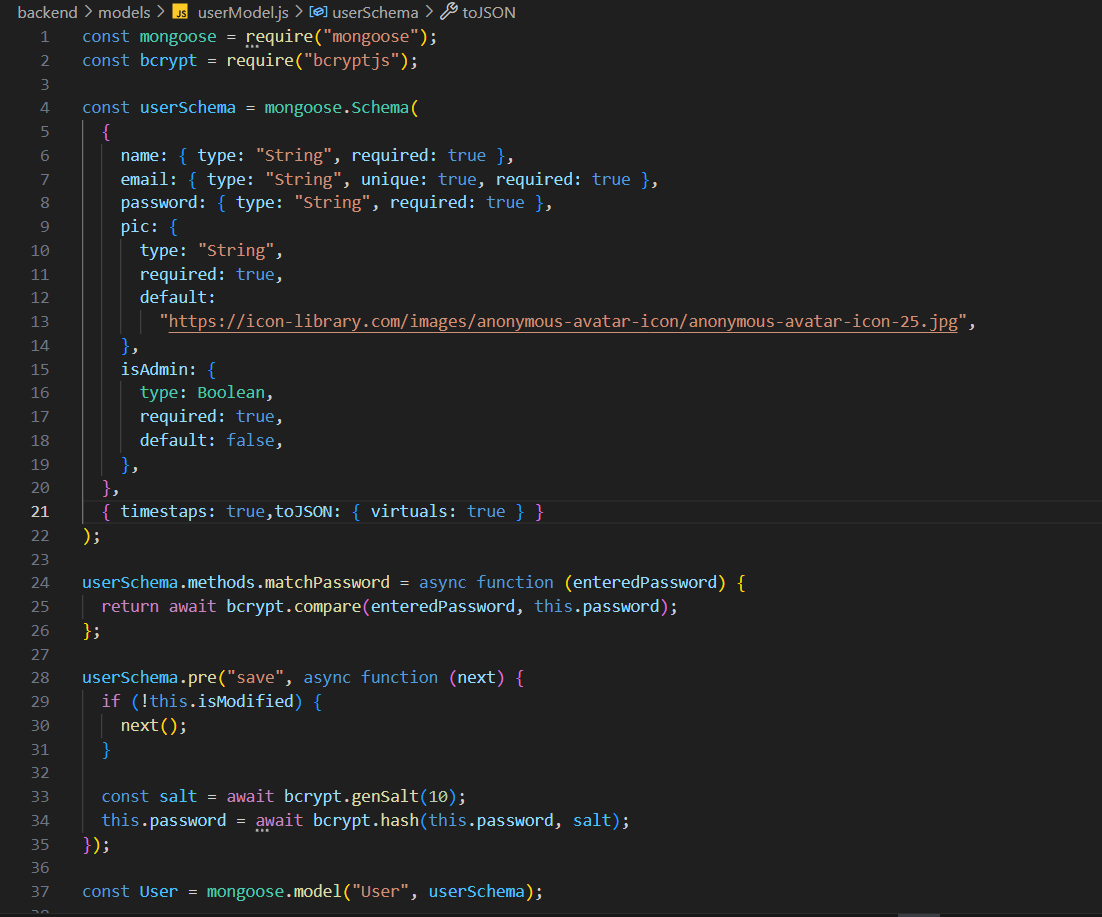 backend > models > JS userModel.js > userSchema > toJSON
1 const mongoose = require("mongoose");
2 const bcrypt = require("bcryptjs");
3
4 const userSchema = mongoose.Schema(
5   {
6     name: { type: "String", required: true },
7     email: { type: "String", unique: true, required: true },
8     password: { type: "String", required: true },
9     pic: {
10       type: "String",
11       required: true,
12       default:
13         "https://icon-library.com/images/anonymous-avatar-icon/anonymous-avatar-icon-25.jpg",
14     },
15     isAdmin: {
16       type: Boolean,
17       required: true,
18       default: false,
19     },
20   },
21   { timestaps: true,toJSON: { virtuals: true } }
22 );
23
24 userSchema.methods.matchPassword = async function (enteredPassword) {
25   return await bcrypt.compare(enteredPassword, this.password);
26 };
27
28 userSchema.pre("save", async function (next) {
29   if (!this.isModified) {
30     next();
31   }
32
33   const salt = await bcrypt.genSalt(10);
34   this.password = await bcrypt.hash(this.password, salt);
35 });
36
37 const User = mongoose.model("User", userSchema);